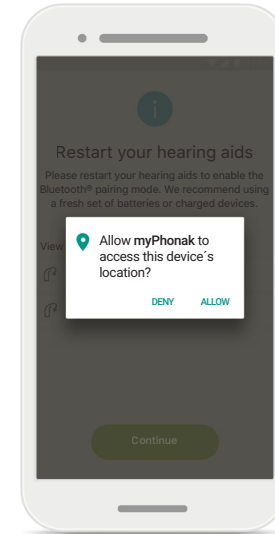 Restart your hearing aids
Please restart your hearing aids to enable the
Bluetooth® pairing mode. We recommend using
a fresh set of batteries or charged devices.
View
Allow myPhonak to
access this device´s
location?
DENY ALLOW
Continue